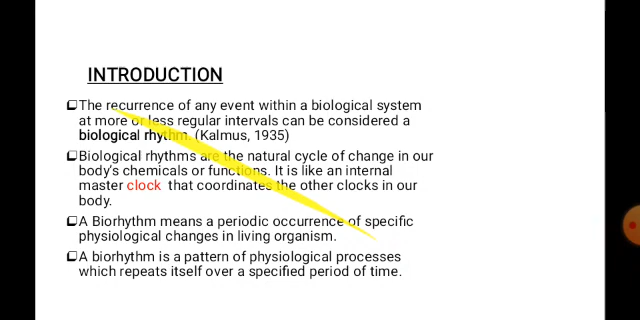 INTRODUCTION
❑The recurrence of any event within a biological system
at more or less regular intervals can be considered a
biological rhythm. (Kalmus, 1935)
❑Biological rhythms are the natural cycle of change in our
body's chemicals or functions. It is like an internal
master clock that coordinates the other clocks in our
body.
❑A Biorhythm means a periodic occurrence of specific
physiological changes in living organism.
❑A biorhythm is a pattern of physiological processes
which repeats itself over a specified period of time.